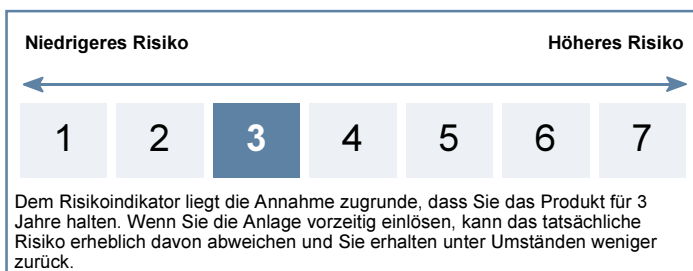 Niedrigeres Risiko Höheres Risiko
1 2 3 4 5 6 7
Dem Risikoindikator liegt die Annahme zugrunde, dass Sie das Produkt für 3
Jahre halten. Wenn Sie die Anlage vorzeitig einlösen, kann das tatsächliche
Risiko erheblich davon abweichen und Sie erhalten unter Umständen weniger
zurück.